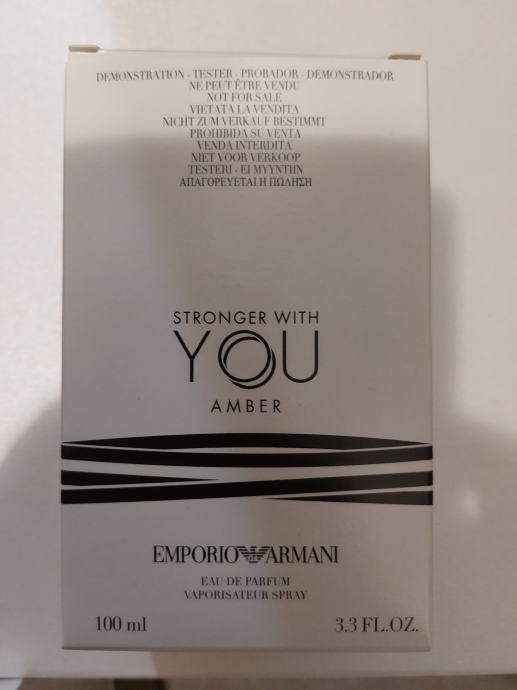 DEMONSTRATION - TESTER - PROBADOR - DEMONSTRADOR
NE PEUT ÊTRE VENDU
NOT FOR SALE
VIETATA LA VENDITA
NICHT ZUM VERKAUF BESTIMMT
PROHIBIDA SU VENTA
VENDA INTERDITA
NIET VOOR VERKOOP
TESTERI - EI MYYNTIIN
ΑΠΑΓΟΡΕΥΕΤΑΙ Η ΠΩΛΗΣΗ
STRONGER WITH
YOU
AMBER
EMPORIO ARMANI
EAU DE PARFUM
VAPORISATEUR SPRAY
100 ml 3.3 FL.OZ.